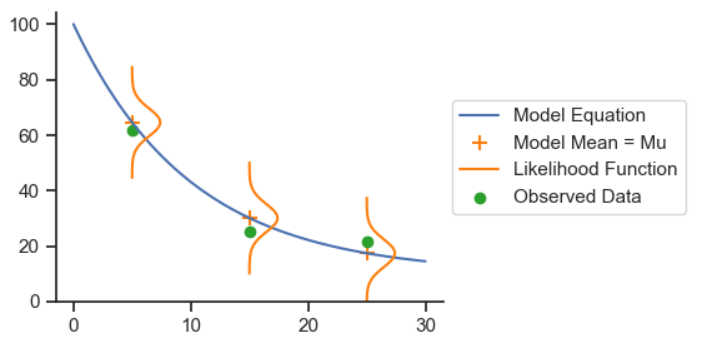 100
80
60
40
20
0
0 10 20 30
Model Equation
Model Mean = Mu
Likelihood Function
Observed Data